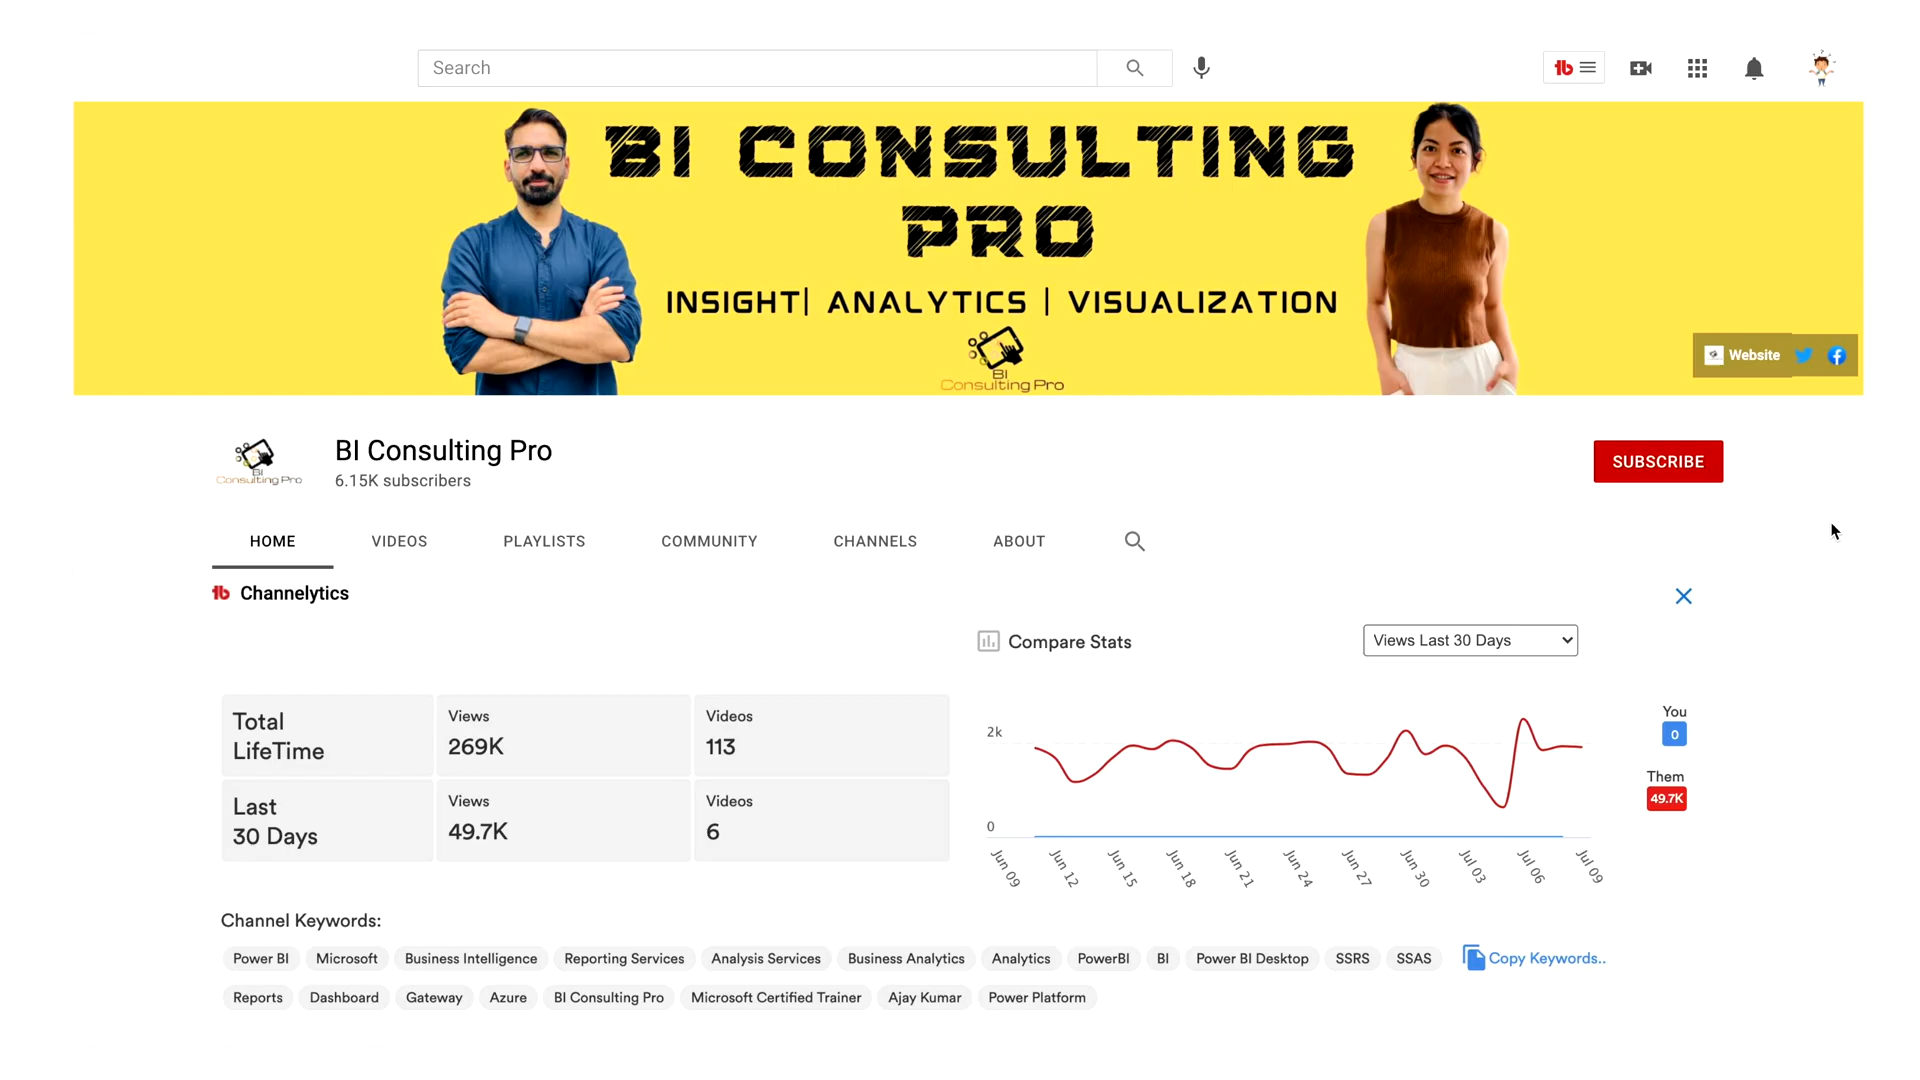 Search
BI CONSULTING
PRO
INSIGHT| ANALYTICS | VISUALIZATION
BI
Consulting Pro
Website
BI
Consulting Pro
BI Consulting Pro
6.15K subscribers
SUBSCRIBE
HOME VIDEOS PLAYLISTS COMMUNITY CHANNELS ABOUT
Channelytics
Compare Stats Views Last 30 Days
Total
LifeTime
Views
269K
Videos
113
Last
30 Days
Views
49.7K
Videos
6
2k
0
Jun 09 Jun 12 Jun 15 Jun 18 Jun 21 Jun 24 Jun 27 Jun 30 Jul 03 Jul 06 Jul 09
You
0
Them
49.7K
Channel Keywords:
Power BI Microsoft Business Intelligence Reporting Services Analysis Services Business Analytics Analytics PowerBI BI Power BI Desktop SSRS SSAS Copy Keywords..
Reports Dashboard Gateway Azure BI Consulting Pro Microsoft Certified Trainer Ajay Kumar Power Platform